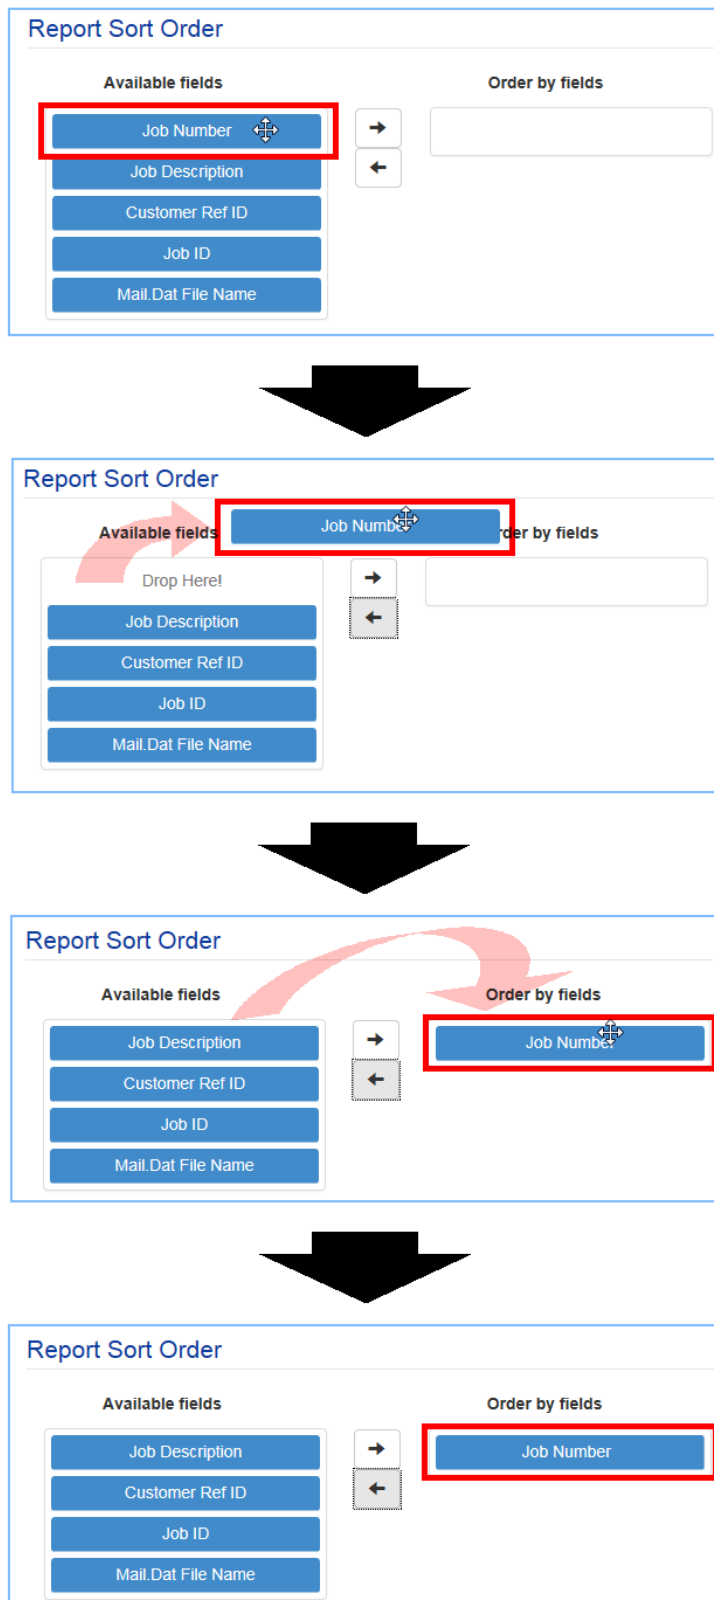 Report Sort Order
Available fields
Order by fields
Job Number
Job Description
Customer Ref ID
Job ID
Mail.Dat File Name
Report Sort Order
Available fields
Job Number
rder by fields
Drop Here!
Job Description
Customer Ref ID
Job ID
Mail.Dat File Name
Report Sort Order
Available fields
Order by fields
Job Description
Job Number
Customer Ref ID
Job ID
Mail.Dat File Name
Report Sort Order
Available fields
Order by fields
Job Description
Job Number
Customer Ref ID
Job ID
Mail.Dat File Name